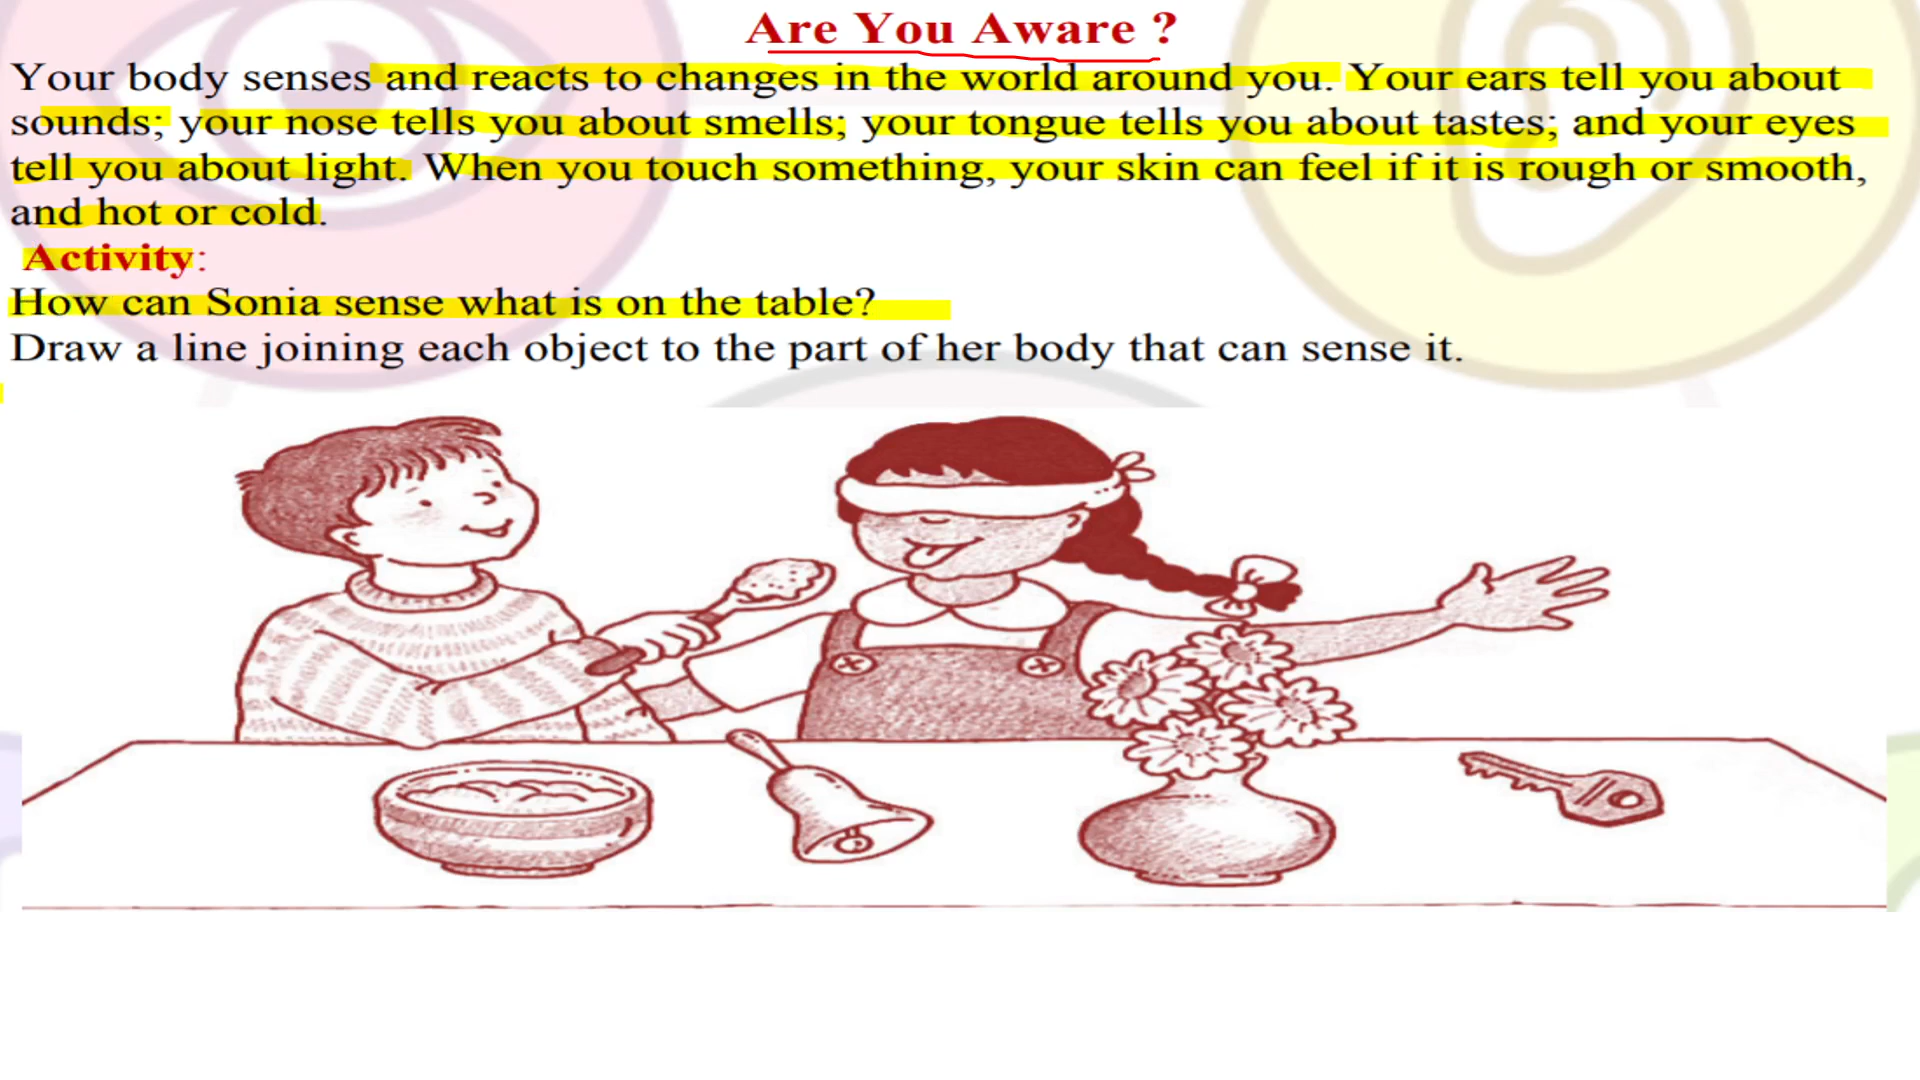 Are You Aware ?
Your body senses and reacts to changes in the world around you. Your ears tell you about
sounds; your nose tells you about smells; your tongue tells you about tastes; and your eyes
tell you about light. When you touch something, your skin can feel if it is rough or smooth,
and hot or cold.
Activity:
How can Sonia sense what is on the table?
Draw a line joining each object to the part of her body that can sense it.